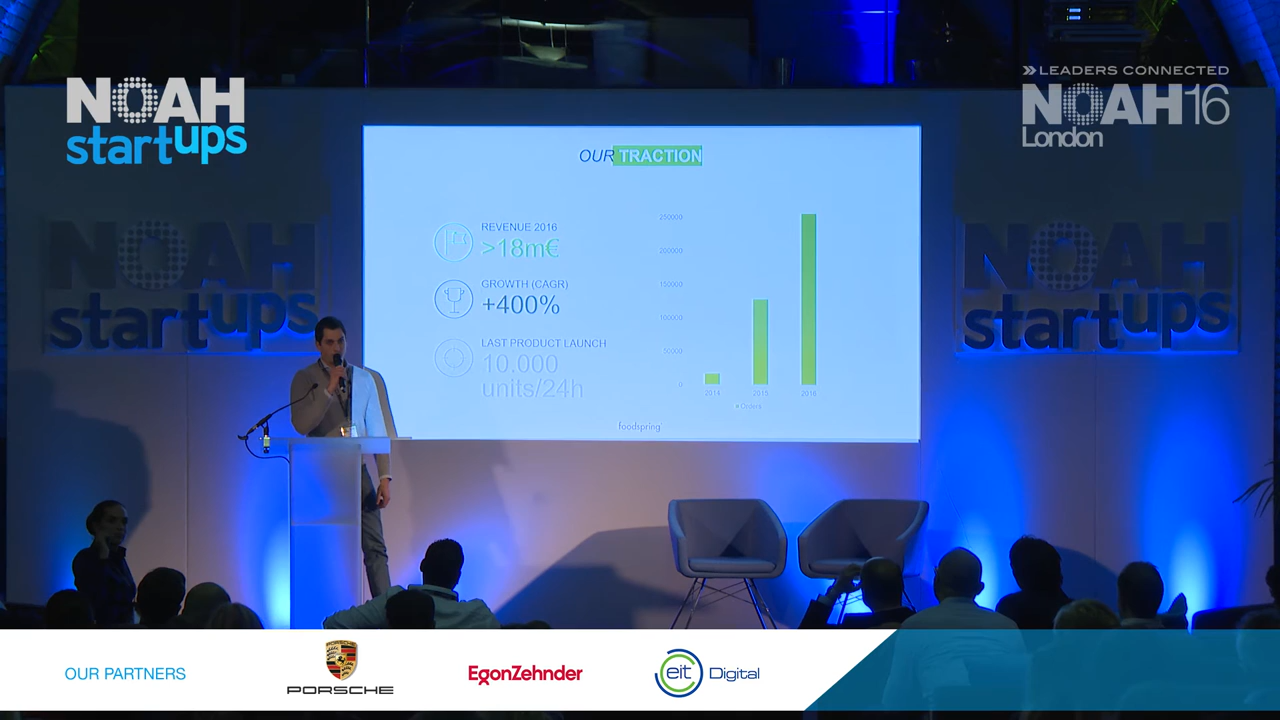 NOAH
startups
LEADERS CONNECTED
NOAH16
London
OUR TRACTION
REVENUE 2016
>18m€
GROWTH (CAGR)
+400%
LAST PRODUCT LAUNCH
10.000
units/24h
250000
200000
150000
100000
50000
0
2014 2015 2016
Orders
foodspring
NOAH
startups
NOAH
startups
OUR PARTNERS
PORSCHE
PORSCHE
EgonZehnder
eit Digital